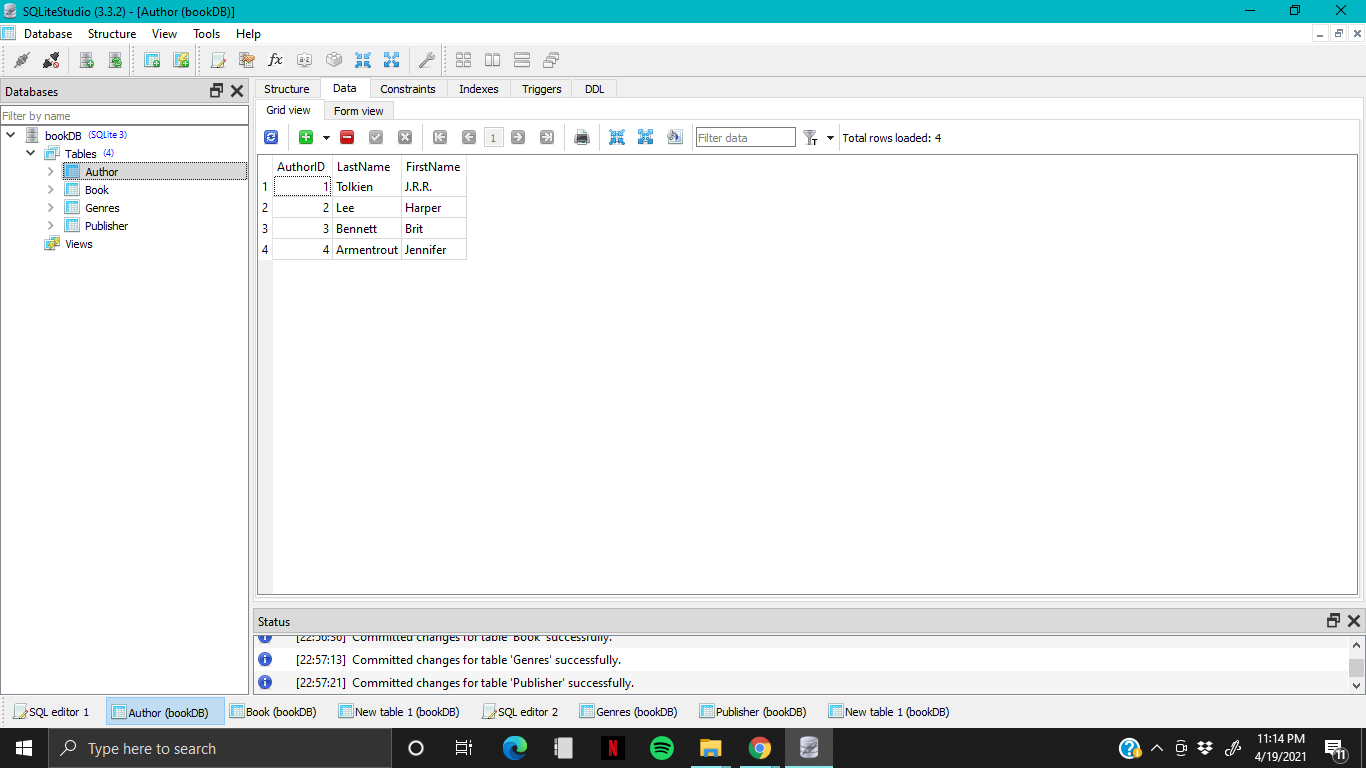 SQLiteStudio (3.3.2) - [Author (bookDB)]
Database Structure View Tools Help
Databases
Filter by name
bookDB (SQLite 3)
Tables (4)
Author
Book
Genres
Publisher
Views
Structure Data Constraints Indexes Triggers DDL
Grid view Form view
1 Filter data Total rows loaded: 4
AuthorID LastName FirstName
1 1 Tolkien J.R.R.
2 2 Lee Harper
3 3 Bennett Brit
4 4 Armentrout Jennifer
Status
[22:56:56] Committed changes for table 'Book' successfully.
[22:57:13] Committed changes for table 'Genres' successfully.
[22:57:21] Committed changes for table 'Publisher' successfully.
SQL editor 1 Author (bookDB) Book (bookDB) New table 1 (bookDB) SQL editor 2 Genres (bookDB) Publisher (bookDB) New table 1 (bookDB)
Type here to search
11:14 PM
4/19/2021
11